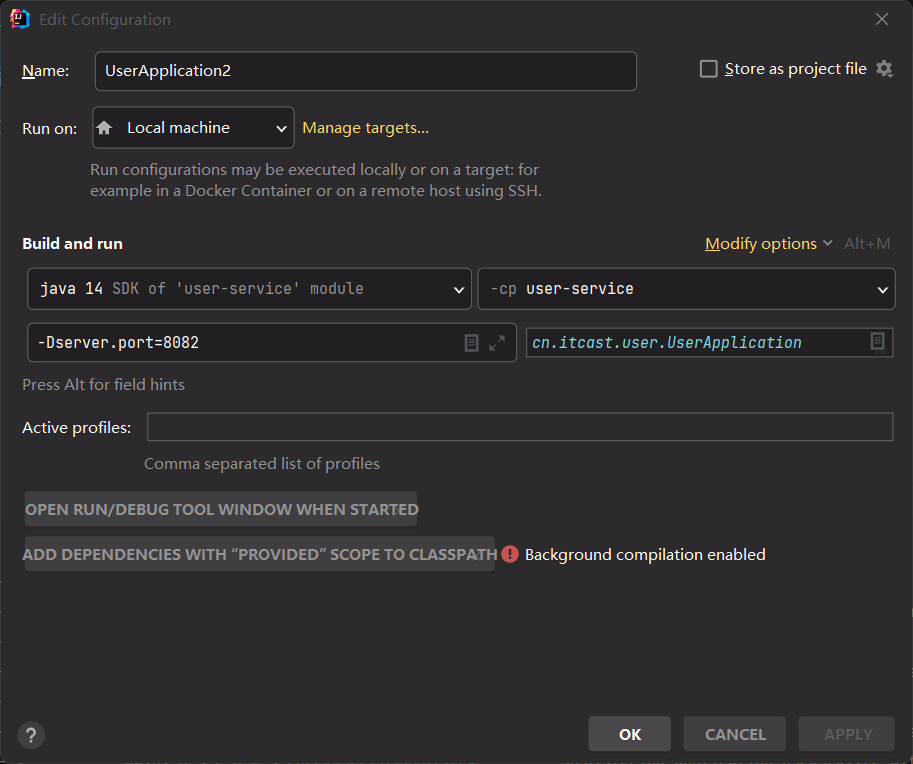 Edit Configuration
Name: UserApplication2 Store as project file
Run on: Local machine Manage targets...
Run configurations may be executed locally or on a target: for
example in a Docker Container or on a remote host using SSH.
Build and run Modify options Alt+M
java 14 SDK of 'user-service' module -cp user-service
-Dserver.port=8082 cn.itcast.user.UserApplication
Press Alt for field hints
Active profiles:
Comma separated list of profiles
OPEN RUN/DEBUG TOOL WINDOW WHEN STARTED
ADD DEPENDENCIES WITH “PROVIDED” SCOPE TO CLASSPATH Background compilation enabled
? OK CANCEL APPLY